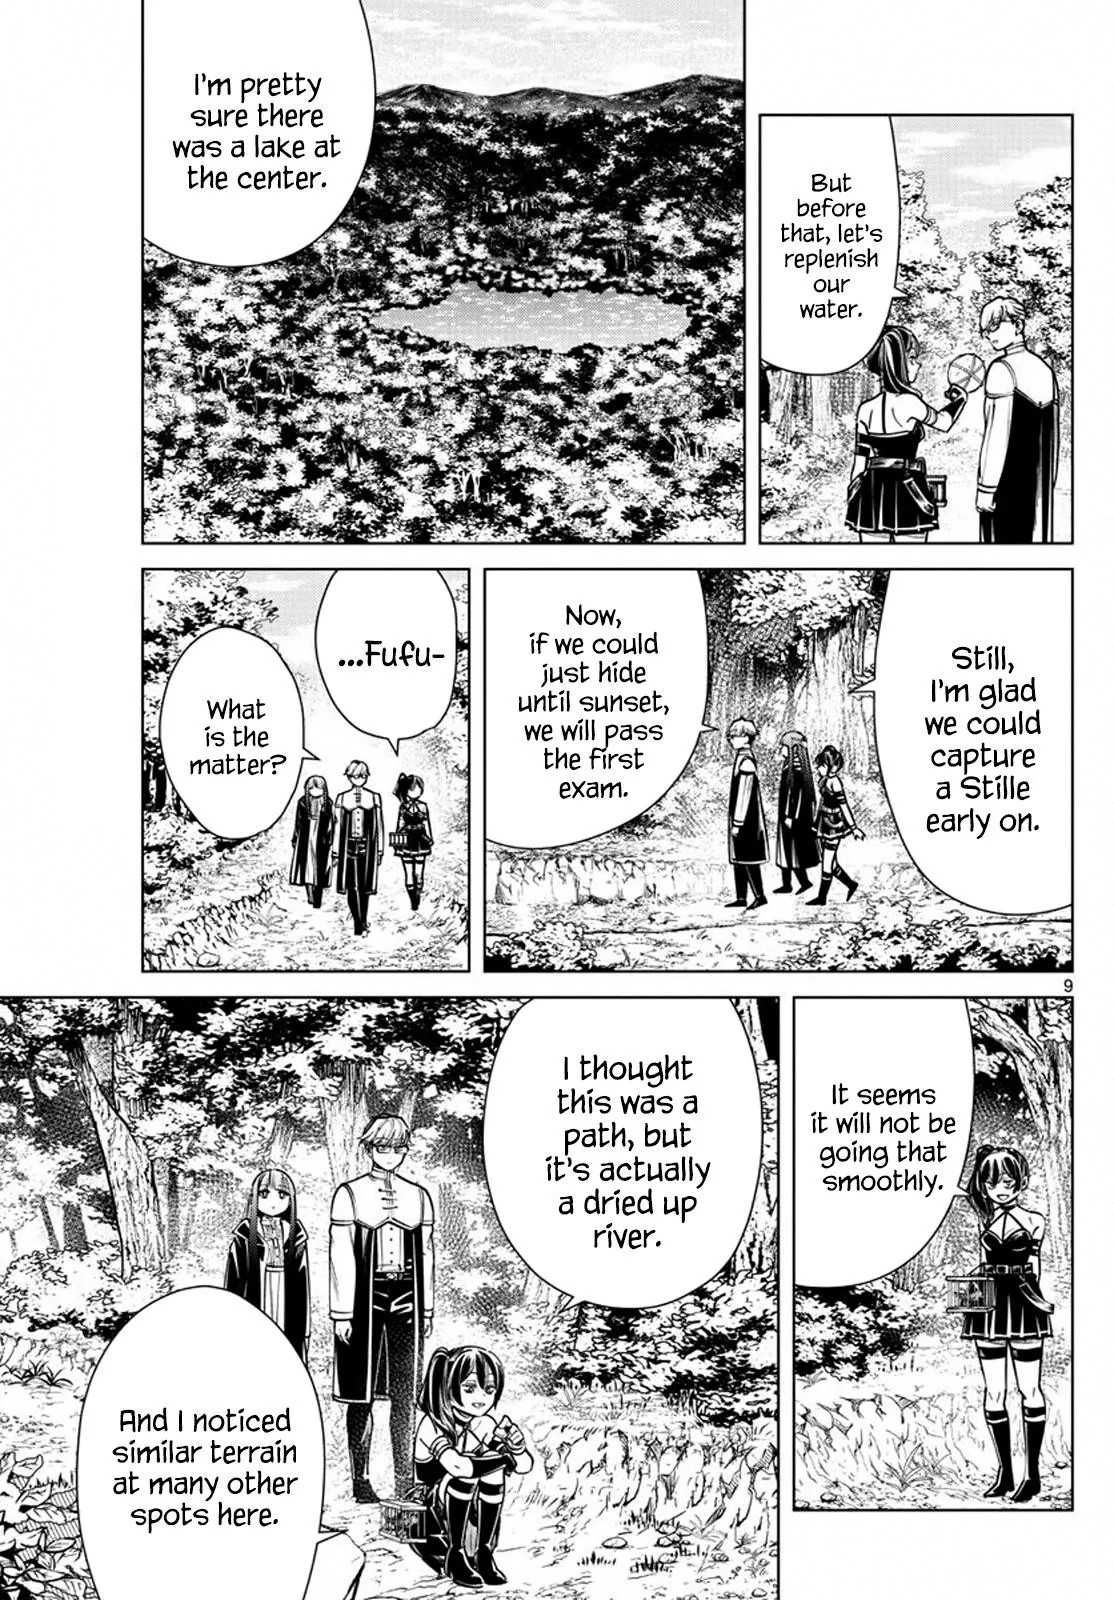 But
before
that, let's
replenish
our
water.
I'm pretty
sure there
was a lake at
the center.
Still,
I'm glad
we could
capture
a Stille
early on.
Now,
if we could
just hide
until sunset,
we will pass
the first
exam.
...Fufu-
What
is the
matter?
9
It seems
it will not be
going that
smoothly.
I thought
this was a
path, but
it's actually
a dried up
river.
And I noticed
similar terrain
at many other
spots here.